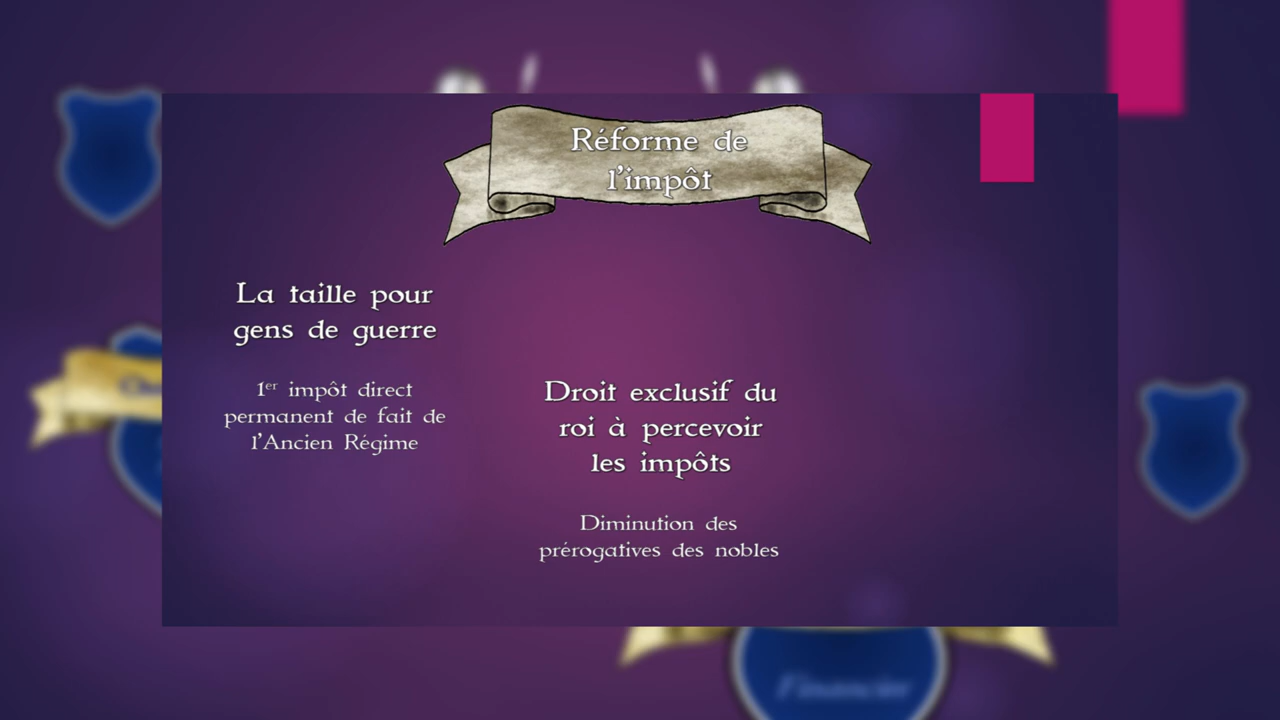 Réforme de
l'impôt
La taille pour
gens de guerre
1er impôt direct
permanent de fait de
l'Ancien Régime
Droit exclusif du
roi à percevoir
les impôts
Diminution des
prérogatives des nobles
Financier